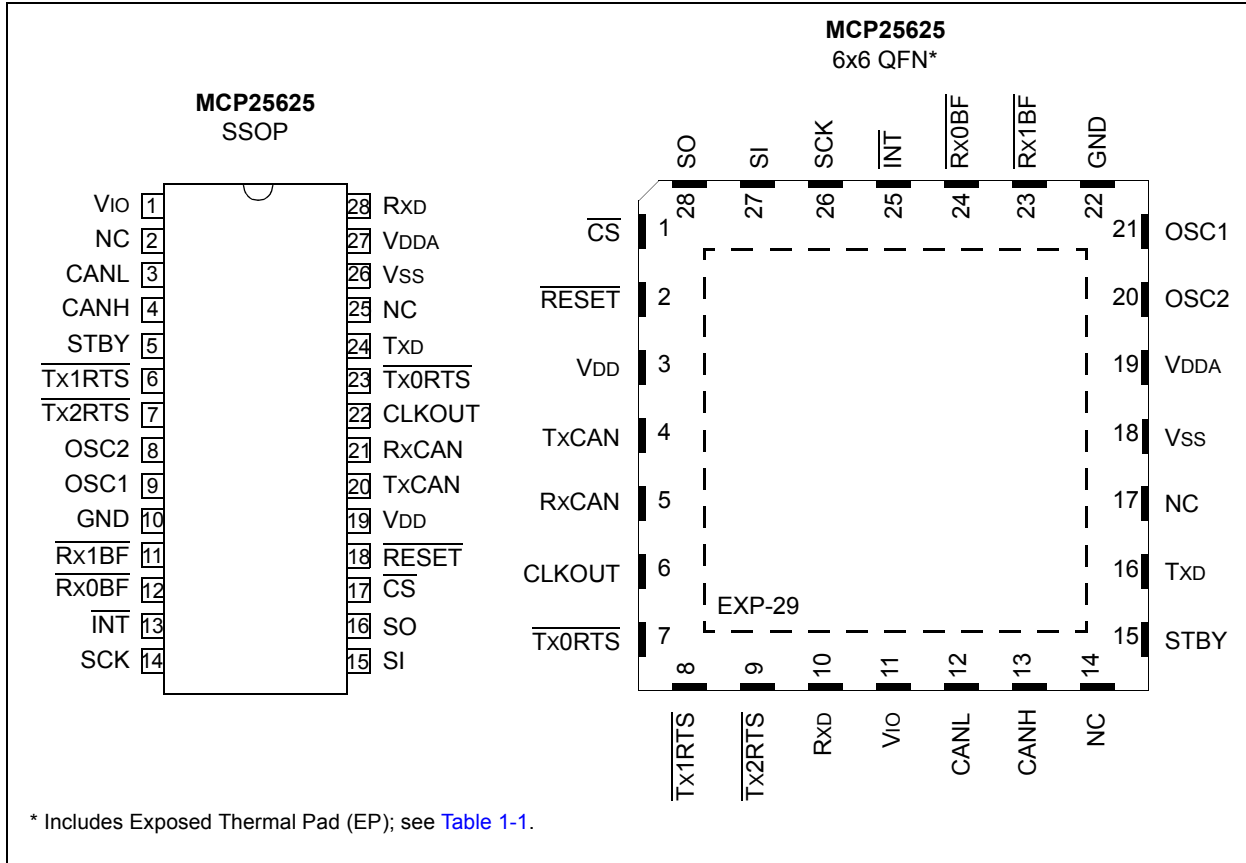 MCP25625
SSOP
VIO 1
NC 2
CANL 3
CANH 4
STBY 5
Tx1RTS 6
Tx2RTS 7
OSC2 8
OSC1 9
GND 10
Rx1BF 11
Rx0BF 12
INT 13
SCK 14
28 RXD
27 VDDA
26 VSS
25 NC
24 TXD
23 Tx0RTS
22 CLKOUT
21 RXCAN
20 TXCAN
19 VDD
18 RESET
17 CS
16 SO
15 SI
MCP25625
6x6 QFN*
SO SI SCK INT Rx0BF Rx1BF GND
28 27 26 25 24 23 22
CS 1
RESET 2
VDD 3
TXCAN 4
RXCAN 5
CLKOUT 6
Tx0RTS 7
21 OSC1
20 OSC2
19 VDDA
18 VSS
17 NC
16 TXD
15 STBY
EXP-29
8 9 10 11 12 13 14
Tx1RTS Tx2RTS RXD VIO CANL CANH NC
* Includes Exposed Thermal Pad (EP); see Table 1-1.